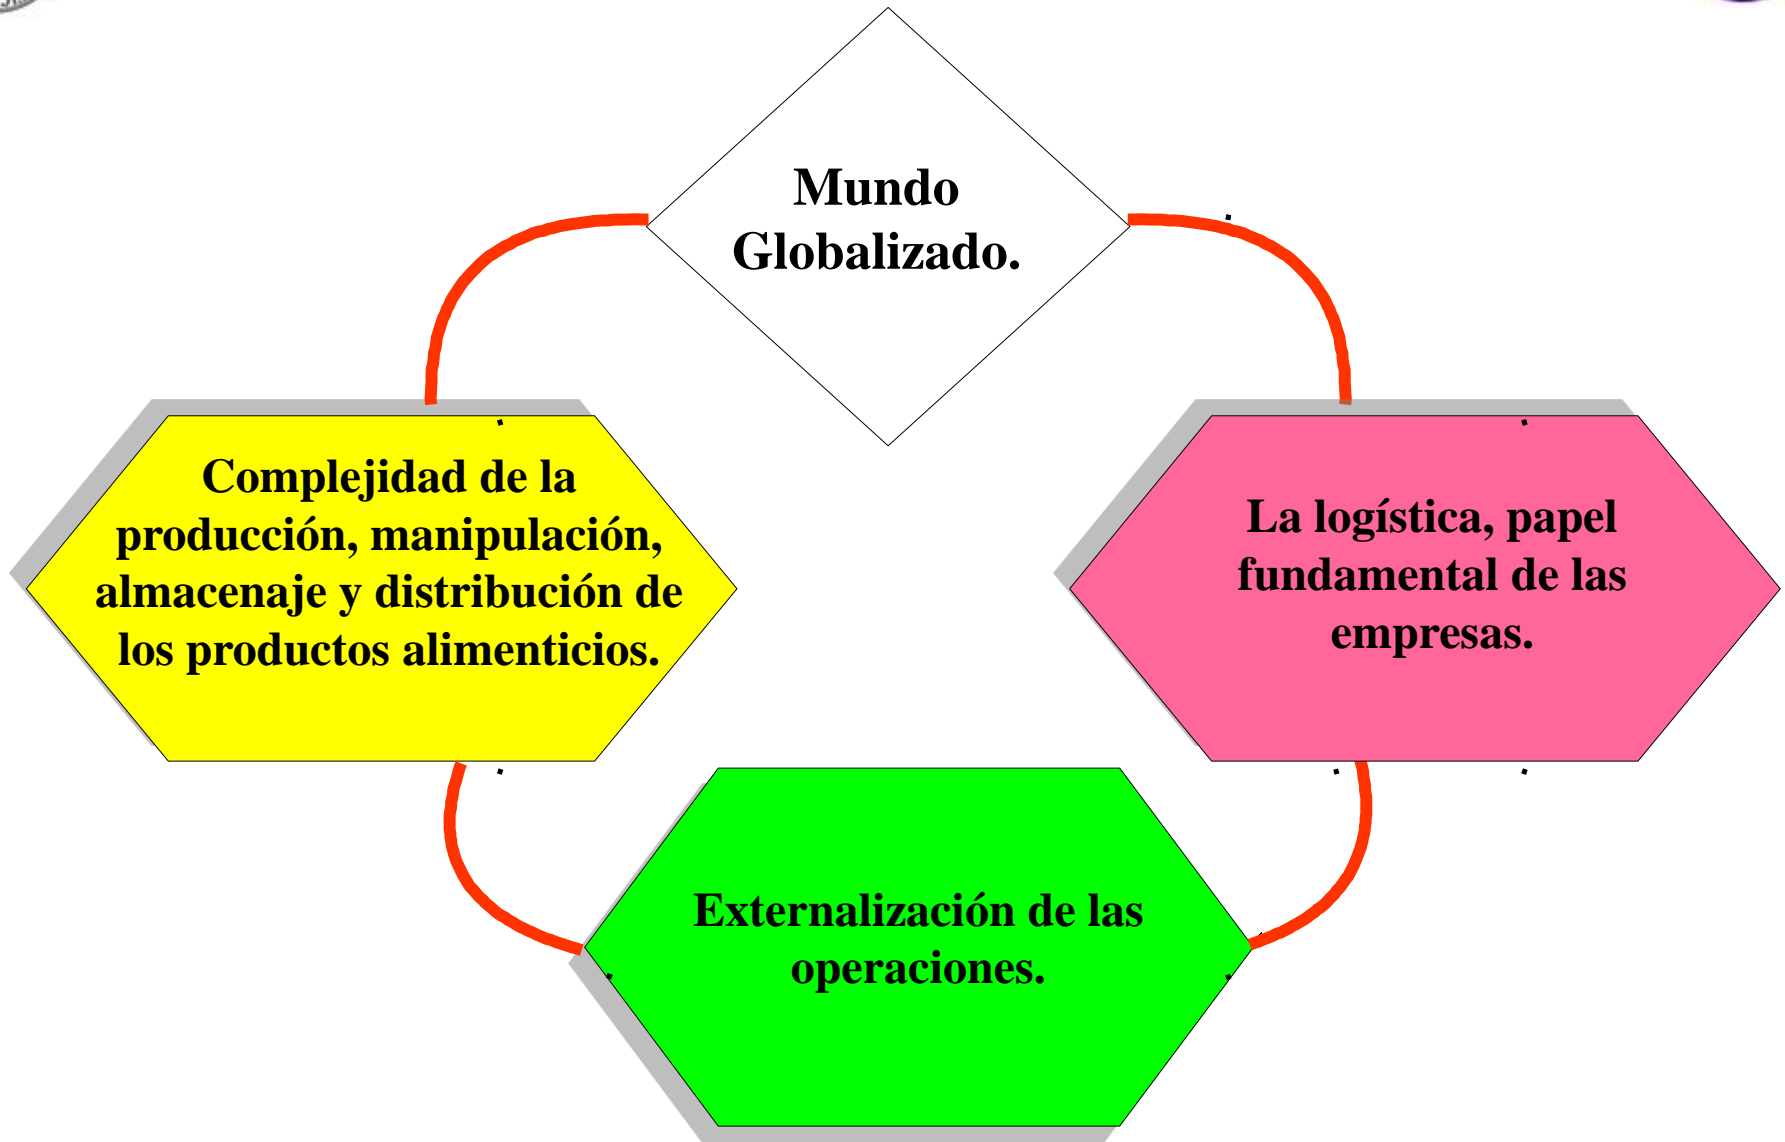 Mundo
Globalizado.
Complejidad de la
producción, manipulación,
almacenaje y distribución de
los productos alimenticios.
La logística, papel
fundamental de las
empresas.
Externalización de las
operaciones.